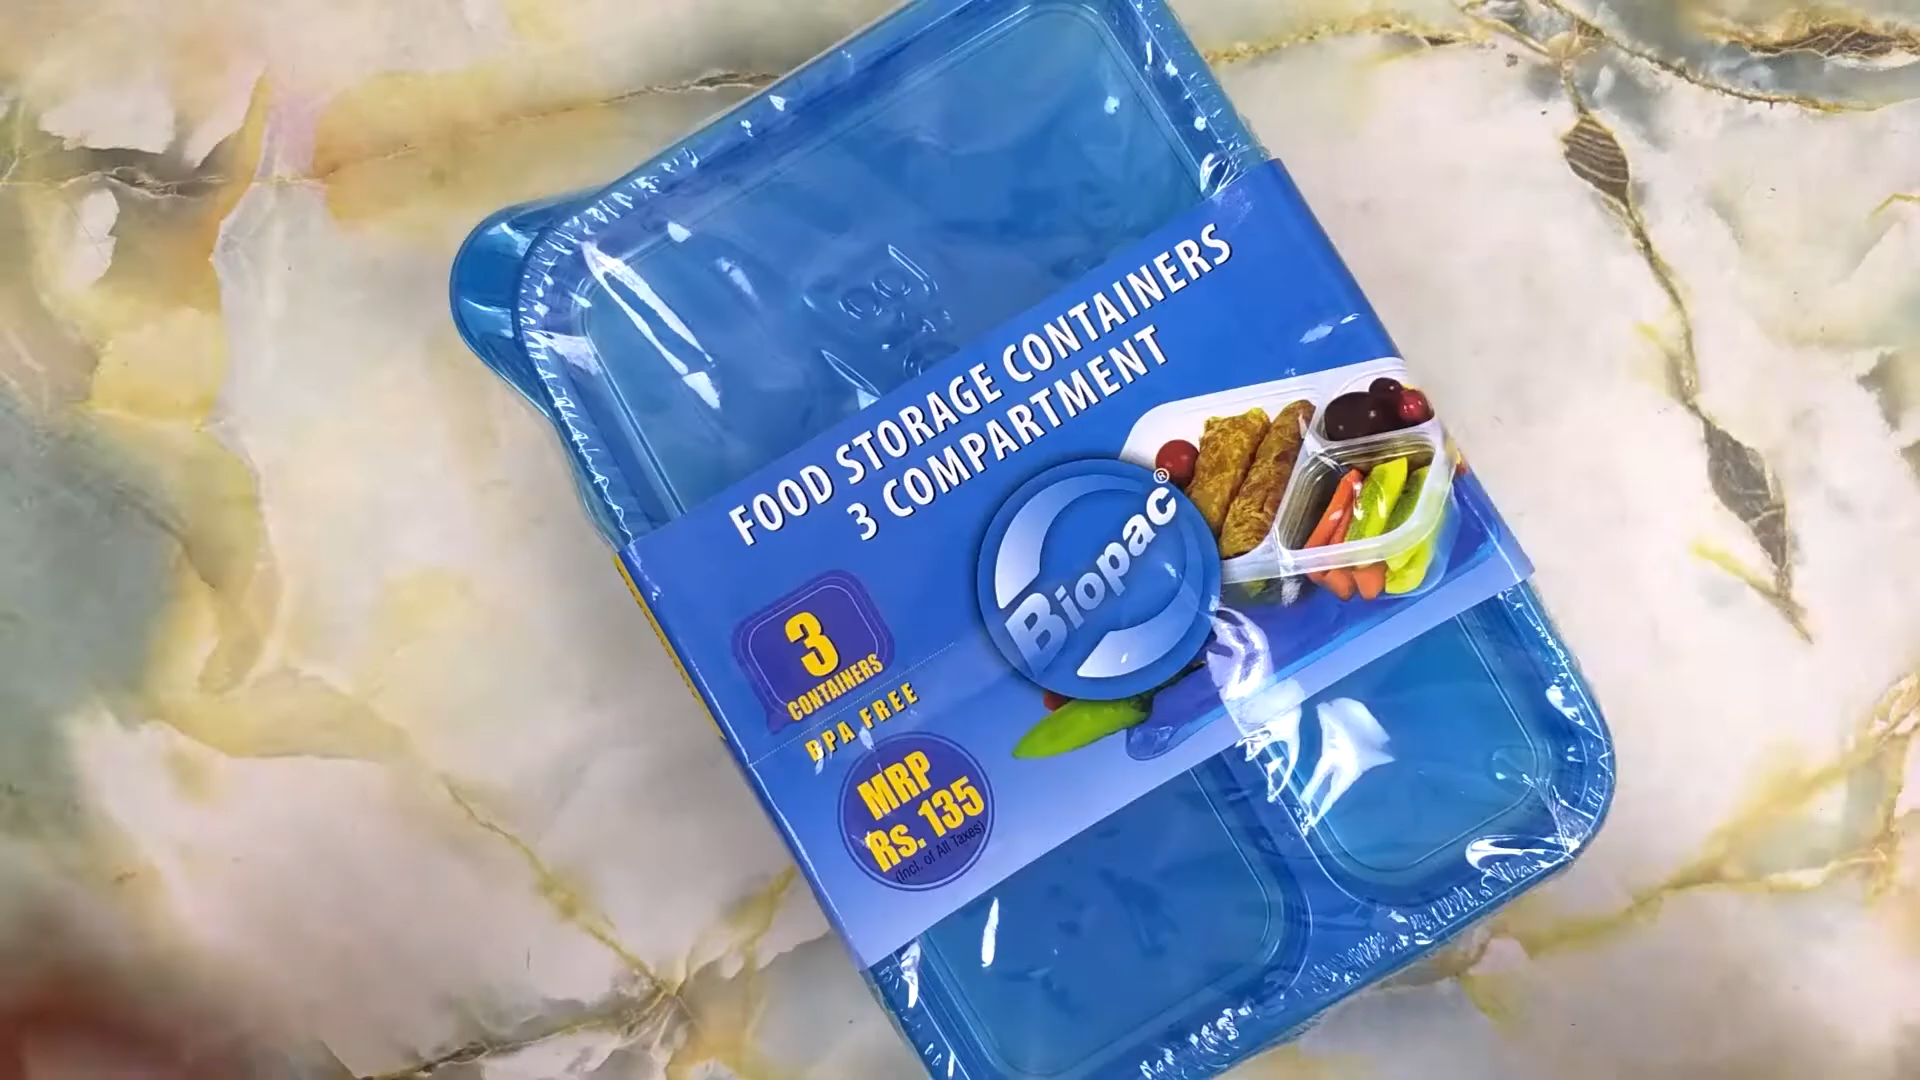 FOOD STORAGE CONTAINERS
3 COMPARTMENT
Biopac®
3
CONTAINERS
BPA FREE
MRP
Rs. 135
(Incl. of All Taxes)